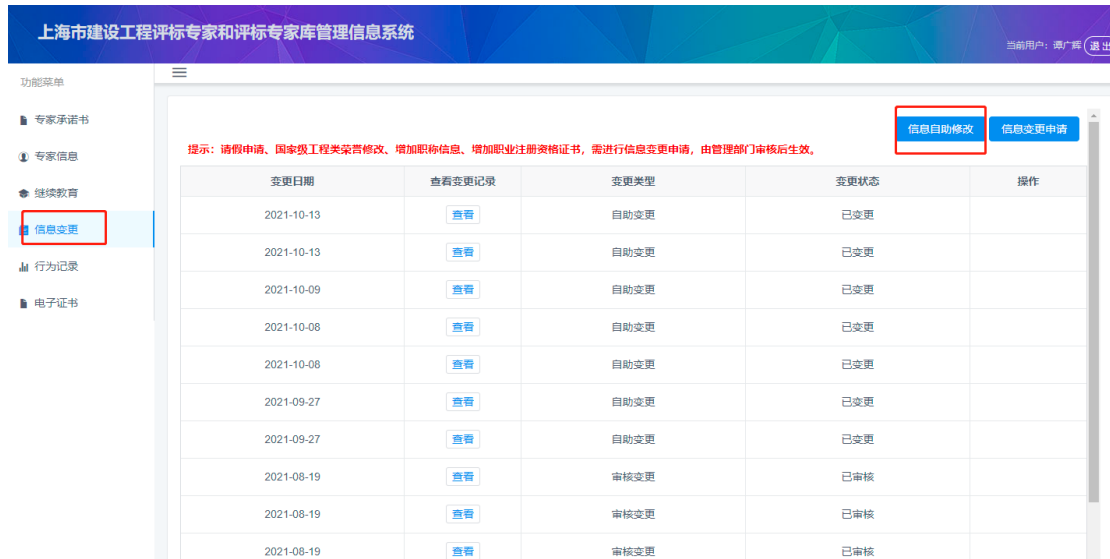 上海市建设工程评标专家和评标专家库管理信息系统
当前用户：谭广辉 退出
功能菜单
专家承诺书
专家信息
继续教育
信息变更
行为记录
电子证书
信息自助修改 信息变更申请
提示：请假申请、国家级工程类荣誉修改、增加职称信息、增加职业注册资格证书，需进行信息变更申请，由管理部门审核后生效。
变更日期 查看变更记录 变更类型 变更状态 操作
2021-10-13 查看 自助变更 已变更
2021-10-13 查看 自助变更 已变更
2021-10-09 查看 自助变更 已变更
2021-10-08 查看 自助变更 已变更
2021-10-08 查看 自助变更 已变更
2021-09-27 查看 自助变更 已变更
2021-09-27 查看 自助变更 已变更
2021-08-19 查看 审核变更 已审核
2021-08-19 查看 审核变更 已审核
2021-08-19 查看 审核变更 已审核